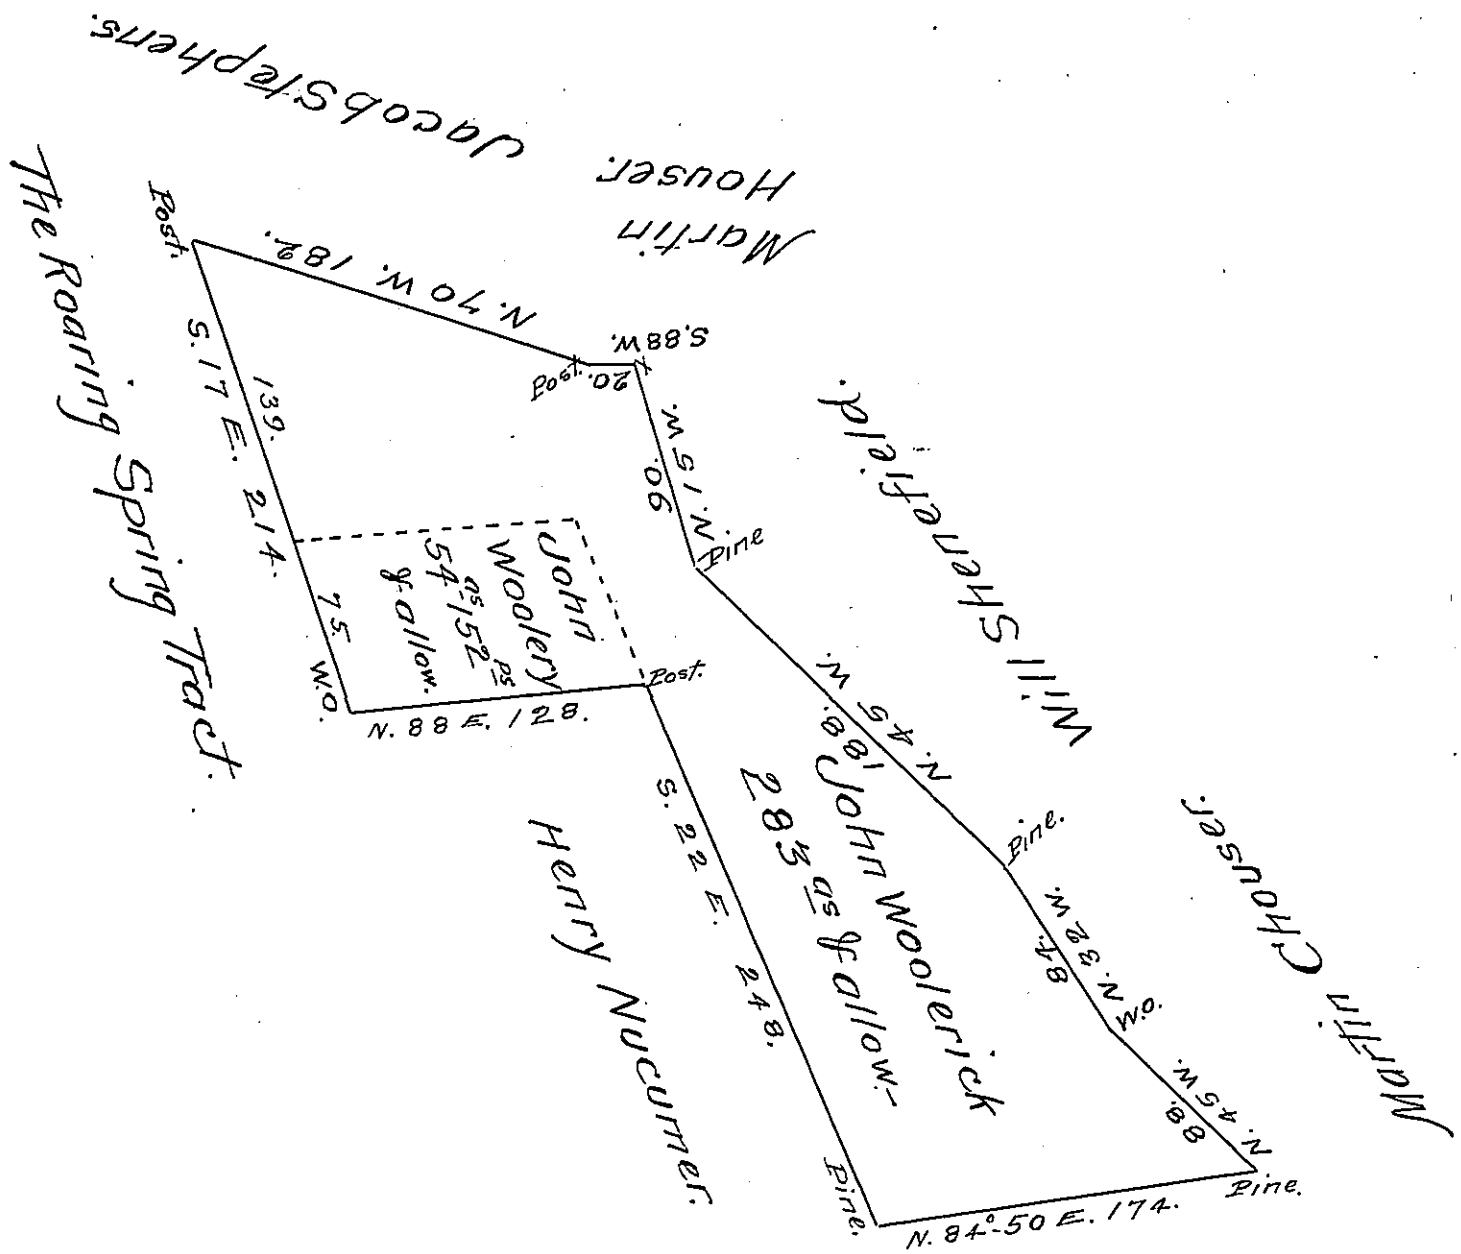 Jacob Stephens.
Martin
Houser.
The Roaring Spring Tract.
Post.
N. 70 W. 182.
S. 88 W.
20.
Post.
N. 15 W.
90.
Pine
S. 17 E. 214.
139.
75
W.O.
John
Woolery
54 as-152 ps
& allow.
N. 88 E. 128.
Post.
Will Shenefield.
N. 45 W.
188.
Pine.
John Woolerick
283 as & allow.-
S. 22 E. 248.
Henry Nucumer.
N. 32 W.
84.
W.O.
Martin Chouser.
N. 45 W.
88.
Pine.
Pine.
N. 84°-50 E. 174.